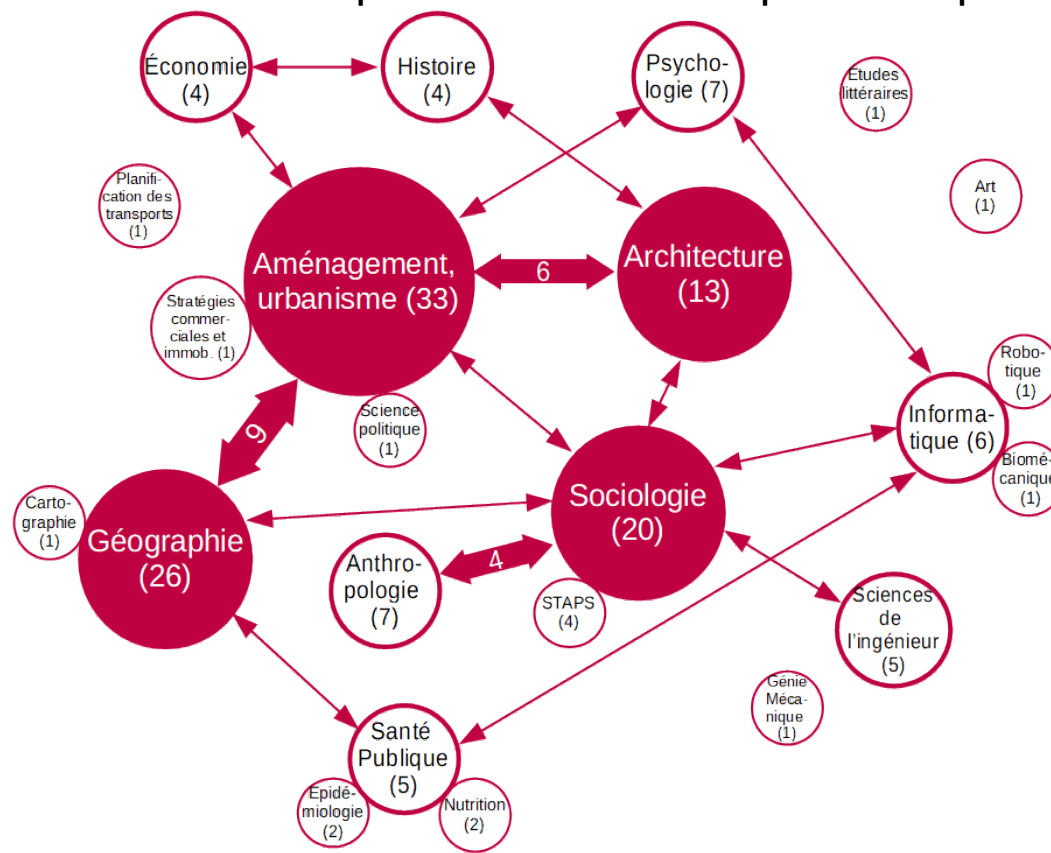 Économie
(4)
Histoire
(4)
Psycho-
logie (7)
Études
littéraires
(1)
Planifi-
cation des
transports
(1)
Art
(1)
Aménagement,
urbanisme (33)
6
Architecture
(13)
Stratégies
commer-
ciales et
immob. (1)
Robo-
tique
(1)
Science
politique
(1)
Informa-
tique (6)
9
Biomé-
canique
(1)
Carto-
graphie
(1)
Géographie
(26)
Sociologie
(20)
Anthro-
pologie
(7)
4
STAPS
(4)
Sciences
de
l'ingénieur
(5)
Génie
Méca-
nique
(1)
Santé
Publique
(5)
Epidé-
miologie
(2)
Nutrition
(2)